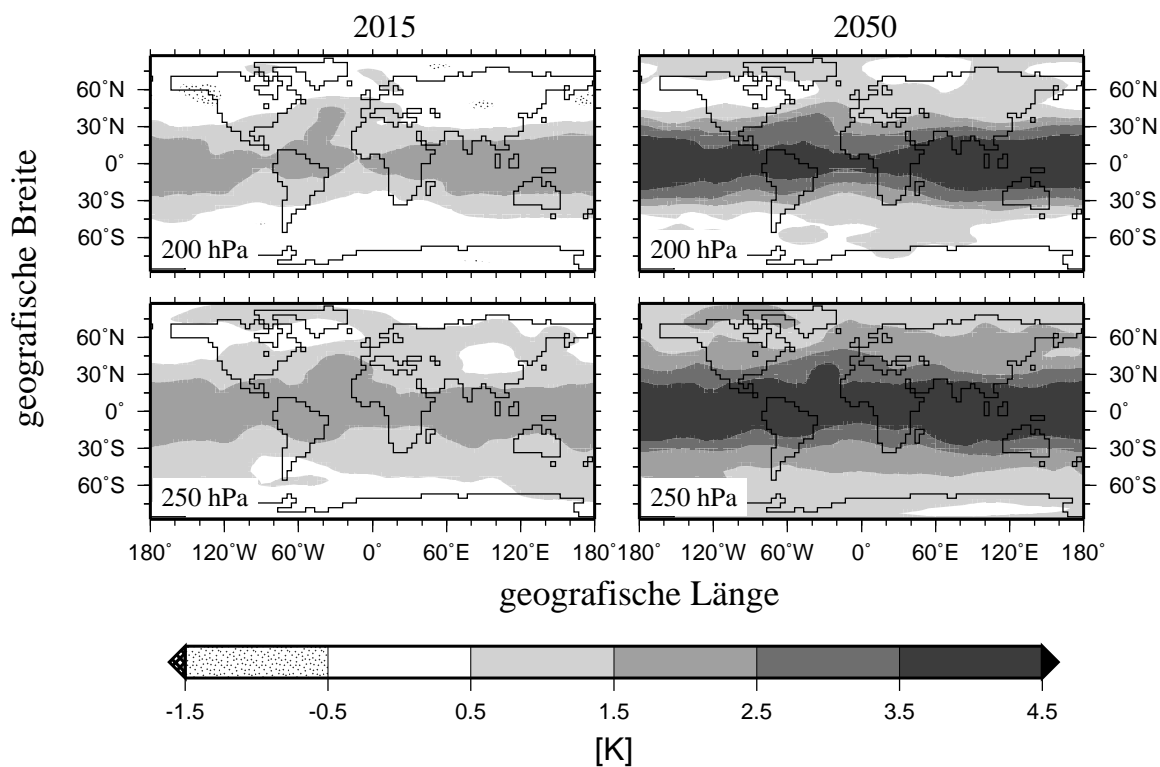 2015 2050
60˚N 60˚N
30˚N 30˚N
0˚ 0˚
30˚S 30˚S
60˚S 60˚S
200 hPa 200 hPa
geografische Breite
60˚N 60˚N
30˚N 30˚N
0˚ 0˚
30˚S 30˚S
60˚S 60˚S
250 hPa 250 hPa
180˚ 120˚W 60˚W 0˚ 60˚E 120˚E 180˚ 120˚W 60˚W 0˚ 60˚E 120˚E 180˚
geografische Länge
-1.5 -0.5 0.5 1.5 2.5 3.5 4.5
[K]